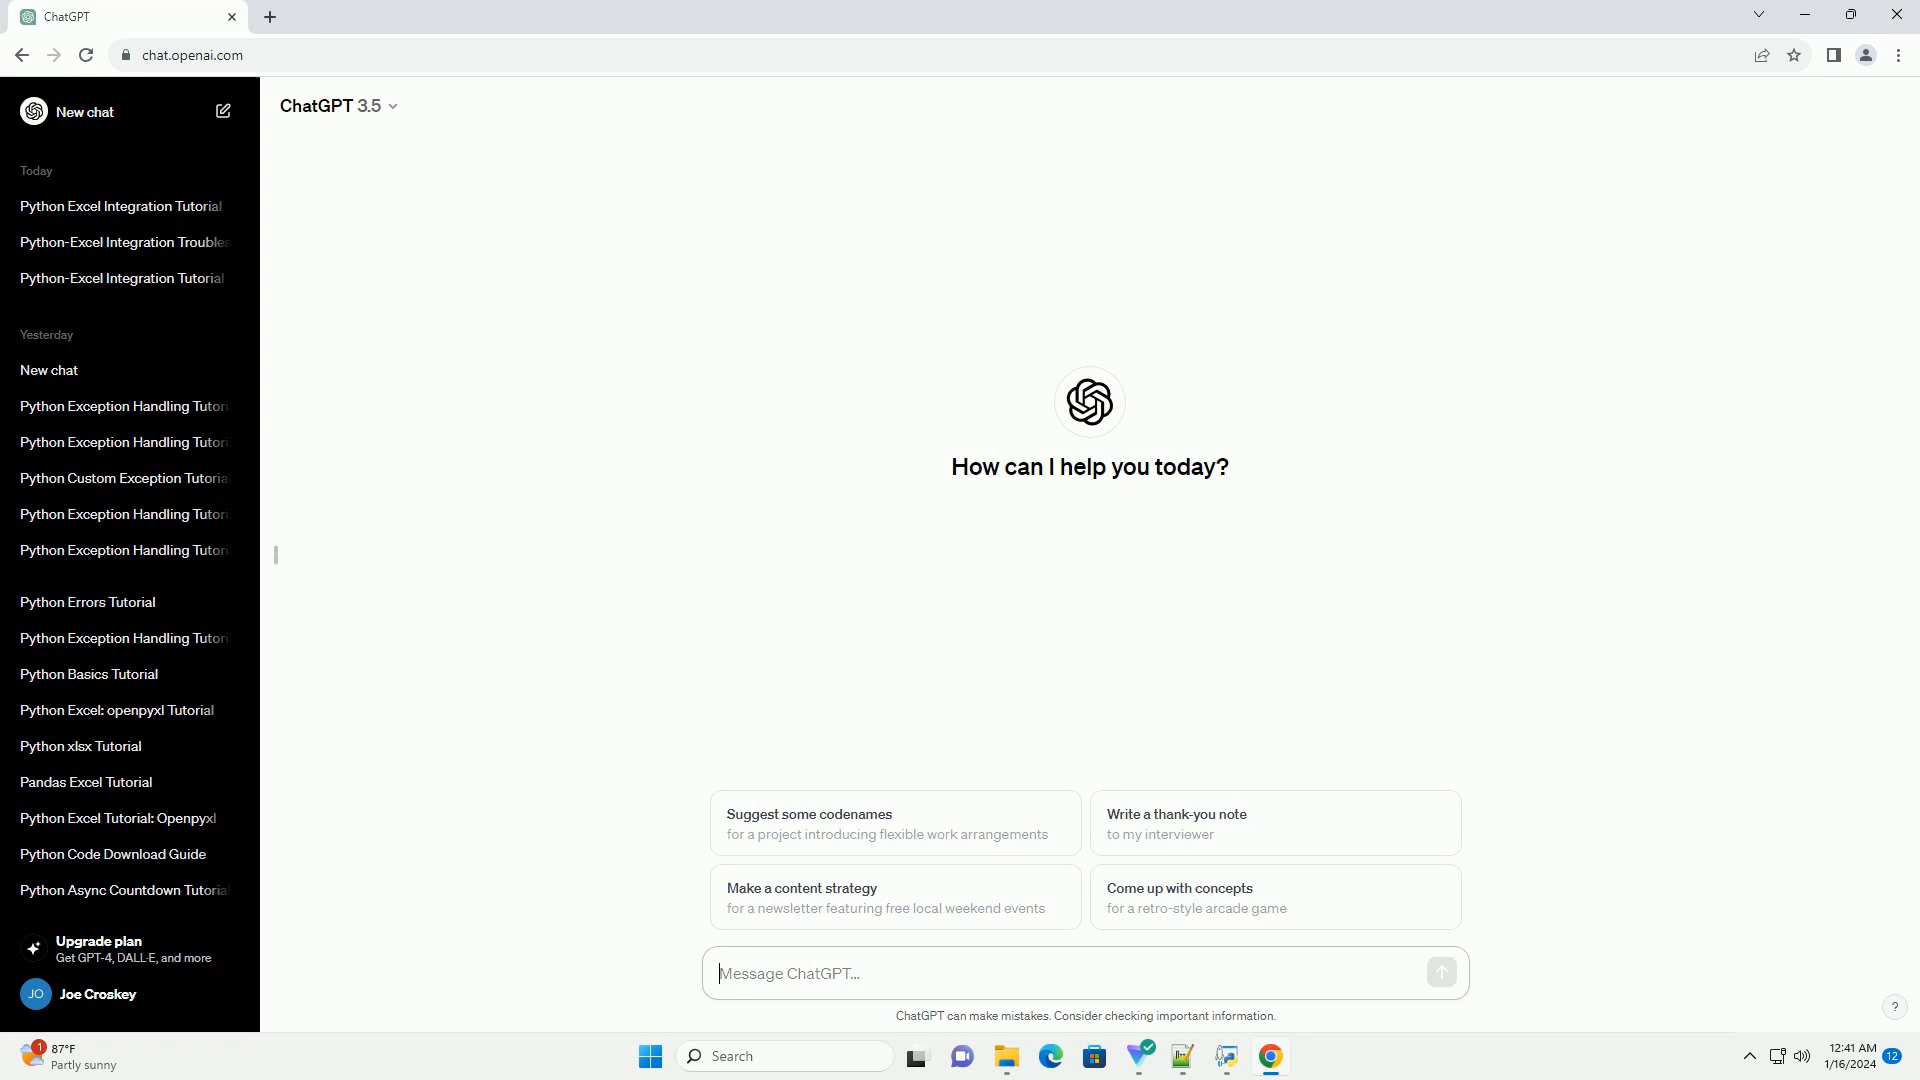 ChatGPT
chat.openai.com
New chat
ChatGPT 3.5
Today
Python Excel Integration Tutorial
Python-Excel Integration Troubles
Python-Excel Integration Tutorial
Yesterday
New chat
Python Exception Handling Tutori
Python Exception Handling Tutori
Python Custom Exception Tutorial
Python Exception Handling Tutori
Python Exception Handling Tutori
Python Errors Tutorial
Python Exception Handling Tutori
Python Basics Tutorial
Python Excel: openpyxl Tutorial
Python xlsx Tutorial
Pandas Excel Tutorial
Python Excel Tutorial: Openpyxl
Python Code Download Guide
Python Async Countdown Tutorial
Upgrade plan
Get GPT-4, DALL·E, and more
JO Joe Croskey
How can I help you today?
Suggest some codenames
for a project introducing flexible work arrangements
Write a thank-you note
to my interviewer
Make a content strategy
for a newsletter featuring free local weekend events
Come up with concepts
for a retro-style arcade game
Message ChatGPT...
ChatGPT can make mistakes. Consider checking important information.
?
1
87°F
Partly sunny
Search
12:41 AM
1/16/2024
12